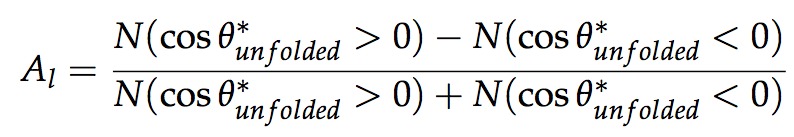 A_l = \frac{N(\cos\theta^*_{unfolded} > 0) - N(\cos\theta^*_{unfolded} < 0)}{N(\cos\theta^*_{unfolded} > 0) + N(\cos\theta^*_{unfolded} < 0)}